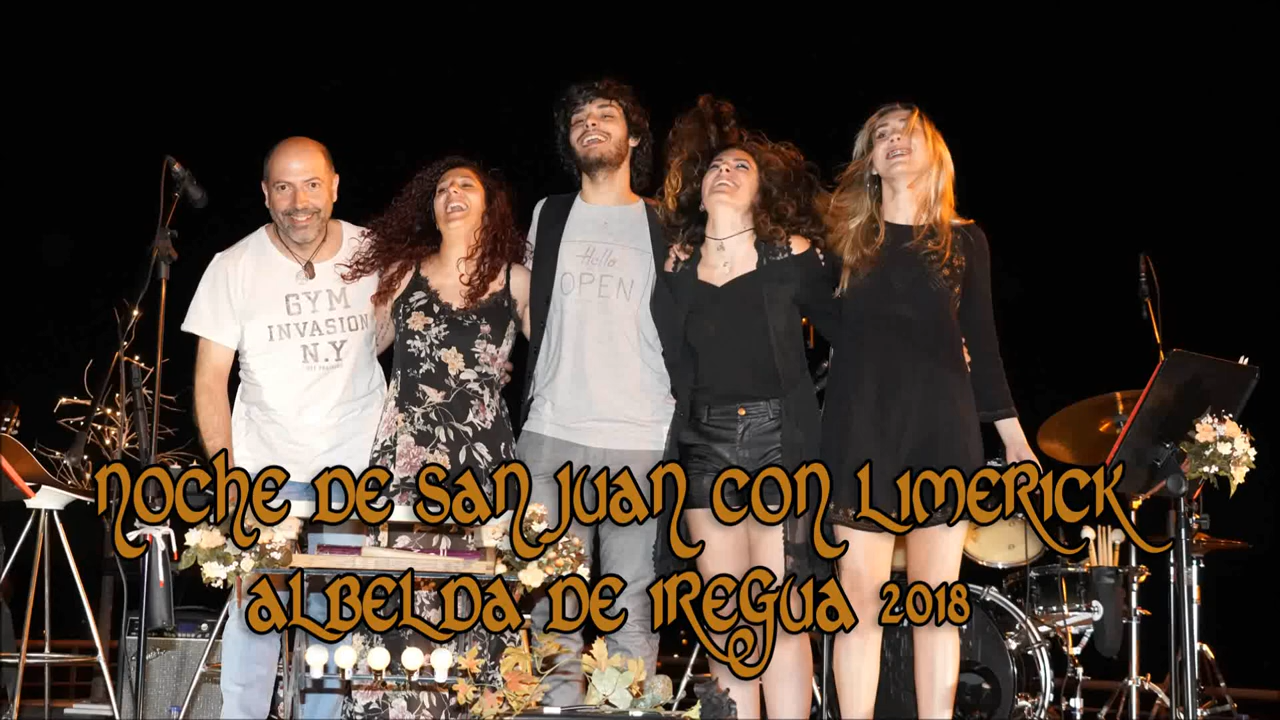 Hello
OPEN
GYM
INVASION
N.Y
NOCHE DE SAN JUAN CON LIMERICK
ALBELDA DE IREGUA 2018